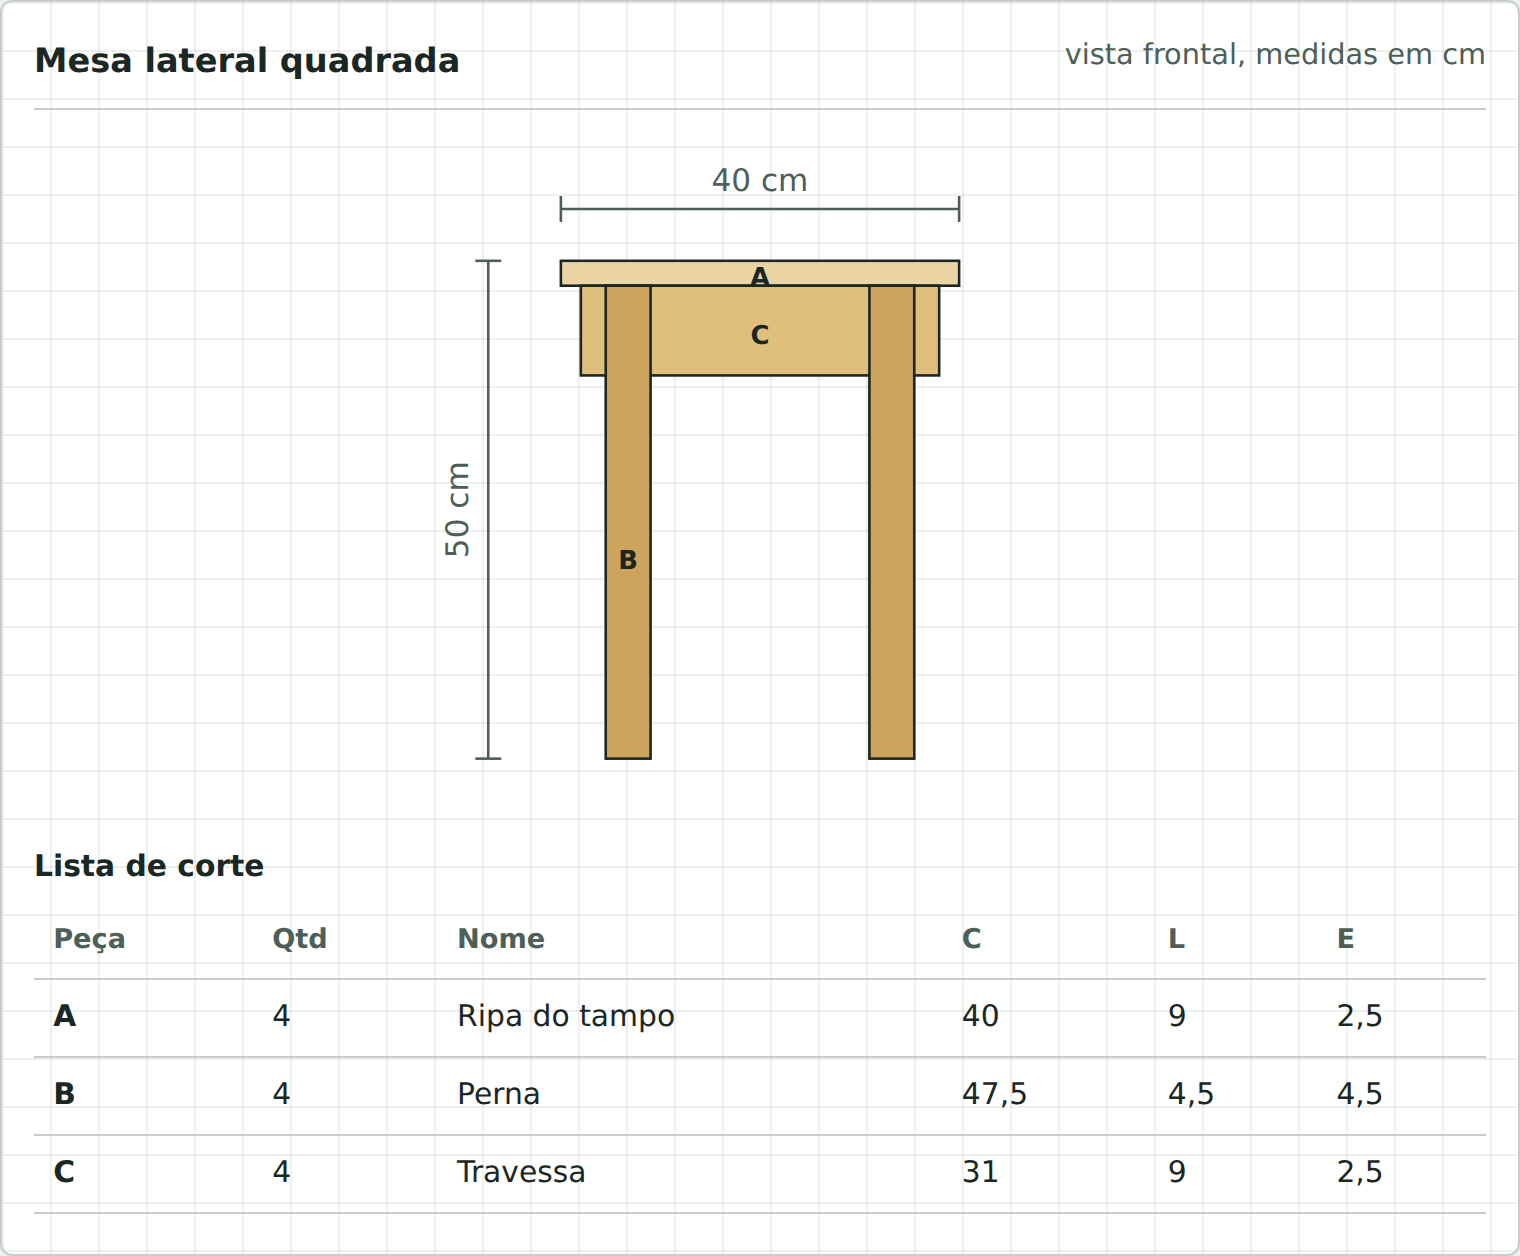 Mesa lateral quadrada
vista frontal, medidas em cm
40 cm
A
C
50 cm
B
Lista de corte
Peça Qtd Nome C L E
A 4 Ripa do tampo 40 9 2,5
B 4 Perna 47,5 4,5 4,5
C 4 Travessa 31 9 2,5